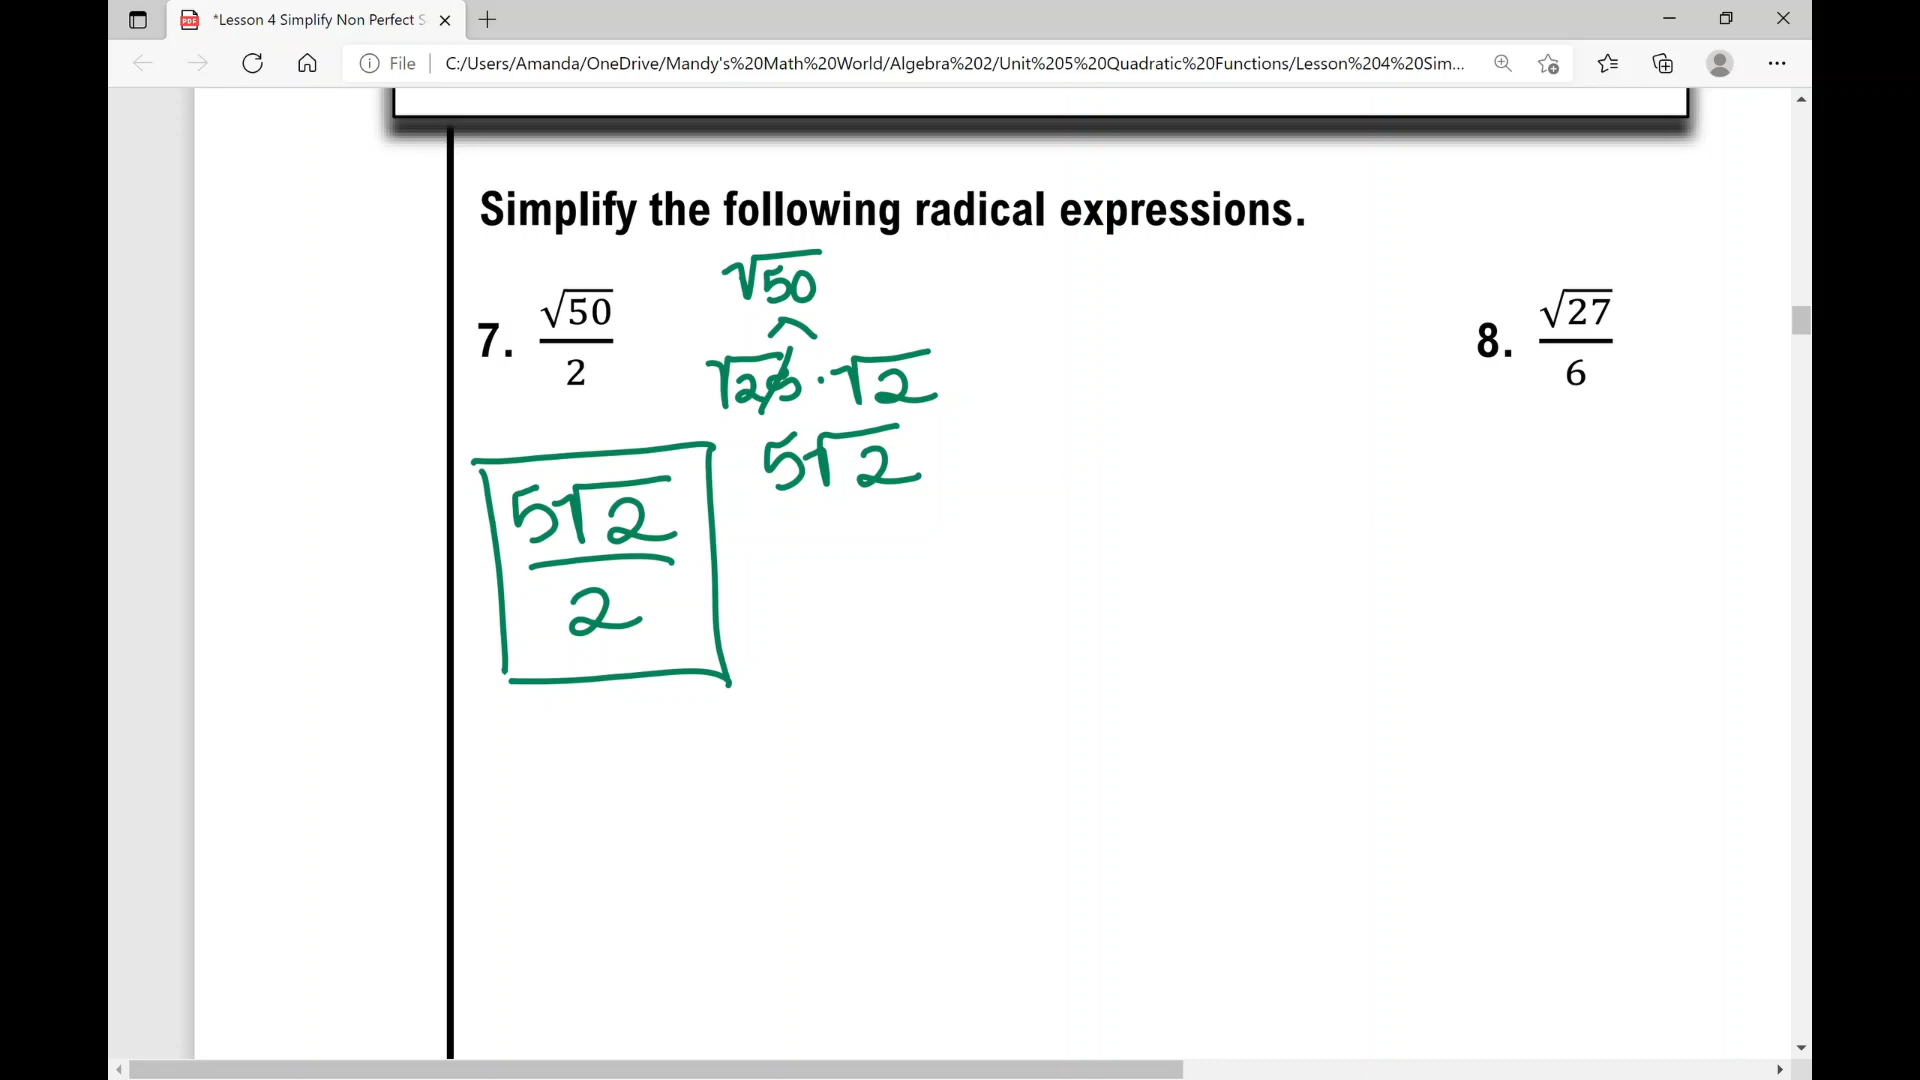 *Lesson 4 Simplify Non Perfect S
File
C:/Users/Amanda/OneDrive/Mandy's%20Math%20World/Algebra%202/Unit%205%20Quadratic%20Functions/Lesson%204%20Sim...
Simplify the following radical expressions.
7. √50/2
√50
√25 · √2
5√2
5√2/2
8. √27/6